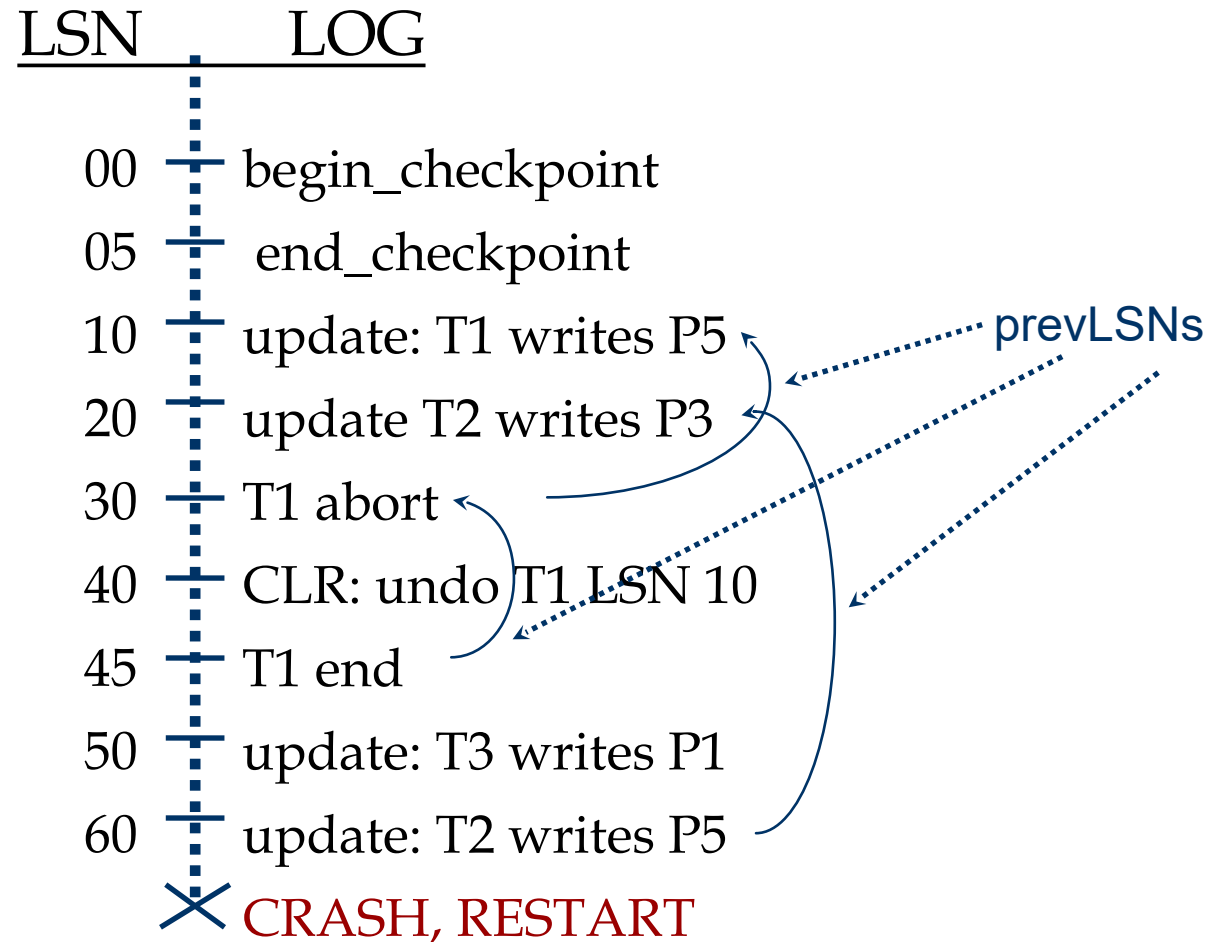 LSN LOG
00 begin_checkpoint
05 end_checkpoint
10 update: T1 writes P5
prevLSNs
20 update T2 writes P3
30 T1 abort
40 CLR: undo T1 LSN 10
45 T1 end
50 update: T3 writes P1
60 update: T2 writes P5
CRASH, RESTART